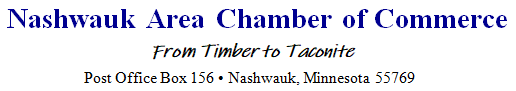 Nashwauk Area Chamber of Commerce
From Timber to Taconite
Post Office Box 156 • Nashwauk, Minnesota 55769